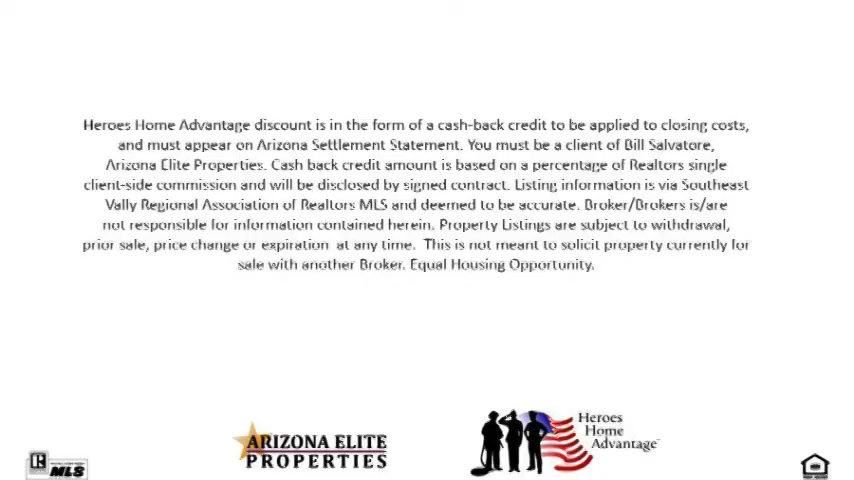 Heroes Home Advantage discount is in the form of a cash-back credit to be applied to closing costs,
and must appear on Arizona Settlement Statement. You must be a client of Bill Salvatore,
Arizona Elite Properties. Cash back credit amount is based on a percentage of Realtors single
client-side commission and will be disclosed by signed contract. Listing information is via Southeast
Vally Regional Association of Realtors MLS and deemed to be accurate. Broker/Brokers is/are
not responsible for information contained herein. Property Listings are subject to withdrawal,
prior sale, price change or expiration at any time. This is not meant to solicit property currently for
sale with another Broker. Equal Housing Opportunity.
ARIZONA ELITE
PROPERTIES
Heroes
Home
Advantage
R
MLS